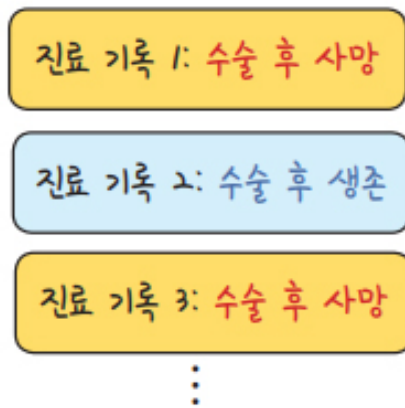 진료 기록 1: 수술 후 사망
진료 기록 2: 수술 후 생존
진료 기록 3: 수술 후 사망
⋮